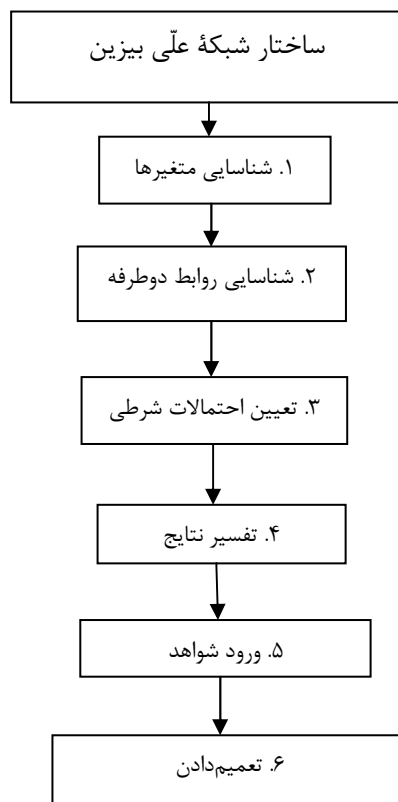 ساختار شبکهٔ علّی بیزین
۱. شناسایی متغیرها
۲. شناسایی روابط دوطرفه
۳. تعیین احتمالات شرطی
۴. تفسیر نتایج
۵. ورود شواهد
۶. تعمیم‌دادن